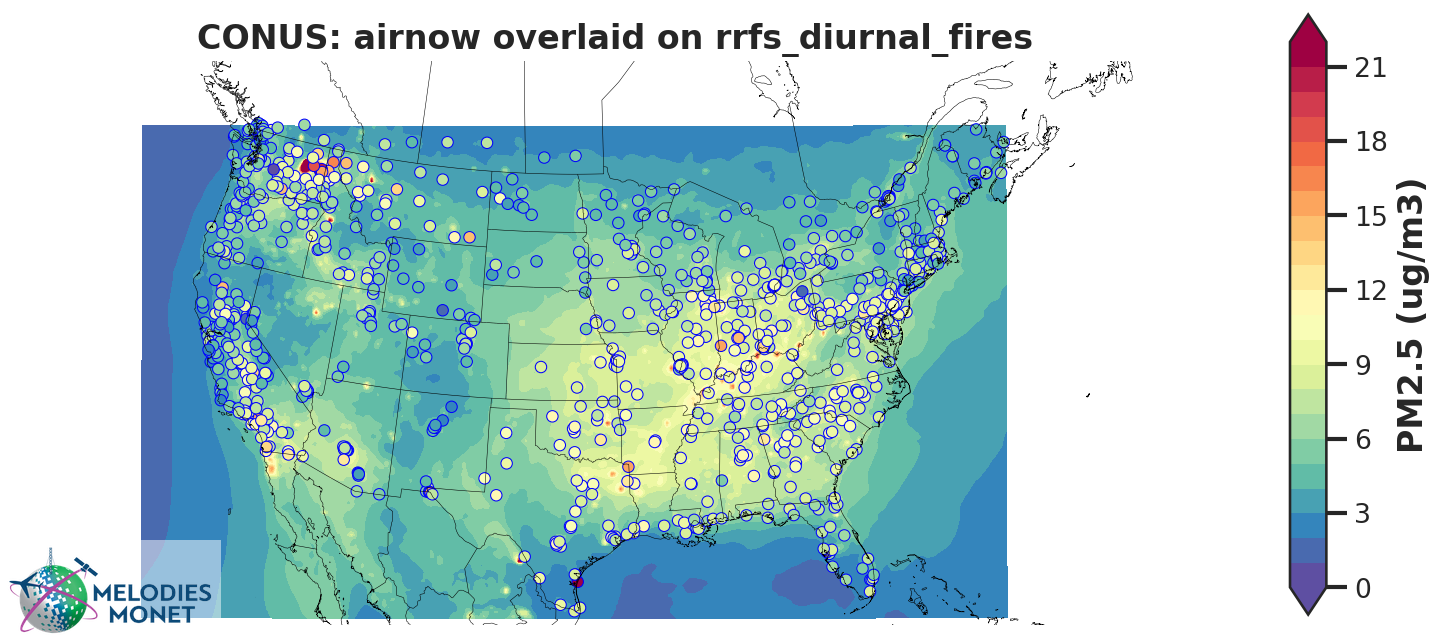 CONUS: airnow overlaid on rrfs_diurnal_fires
21
18
15
12
9
6
3
0
PM2.5 (ug/m3)
MELODIES
MONET